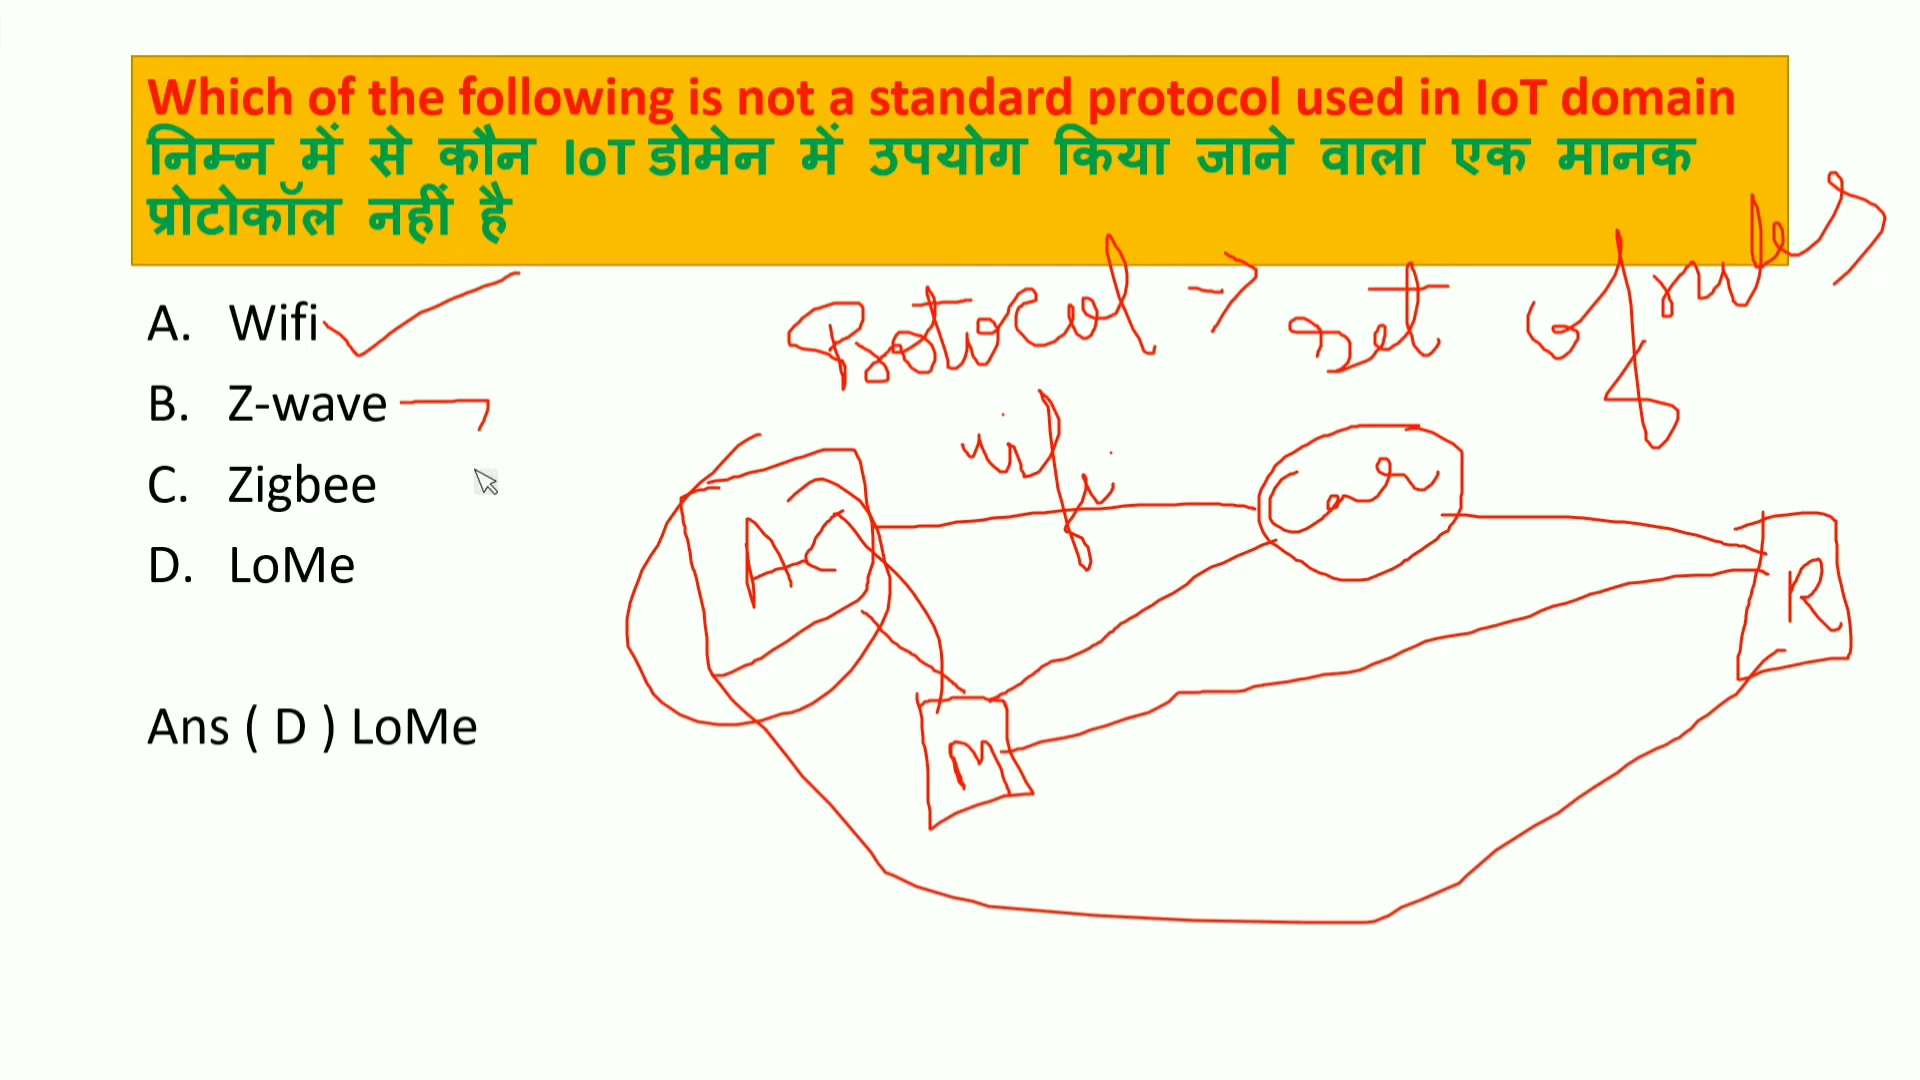 Which of the following is not a standard protocol used in IoT domain
निम्न में से कौन IoT डोमेन में उपयोग किया जाने वाला एक मानक
प्रोटोकॉल नहीं है
Protocol → set of rules
A. Wifi
B. Z-wave
wifi
Car
C. Zigbee
AC
D. LoMe
R
Ans ( D ) LoMe
M